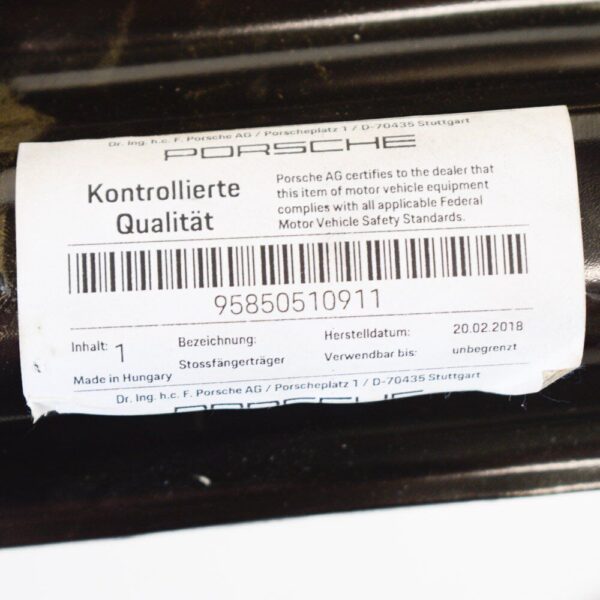 Dr. Ing. h.c. F. Porsche AG / Porscheplatz 1 / D-70435 Stuttgart
PORSCHE
Kontrollierte
Qualität
Porsche AG certifies to the dealer that
this item of motor vehicle equipment
complies with all applicable Federal
Motor Vehicle Safety Standards.
95850510911
Inhalt: 1
Bezeichnung:
Stossfängerträger
Herstelldatum: 20.02.2018
Verwendbar bis: unbegrenzt
Made in Hungary
Dr. Ing. h.c. F. Porsche AG / Porscheplatz 1 / D-70435 Stuttgart
PORSCHE